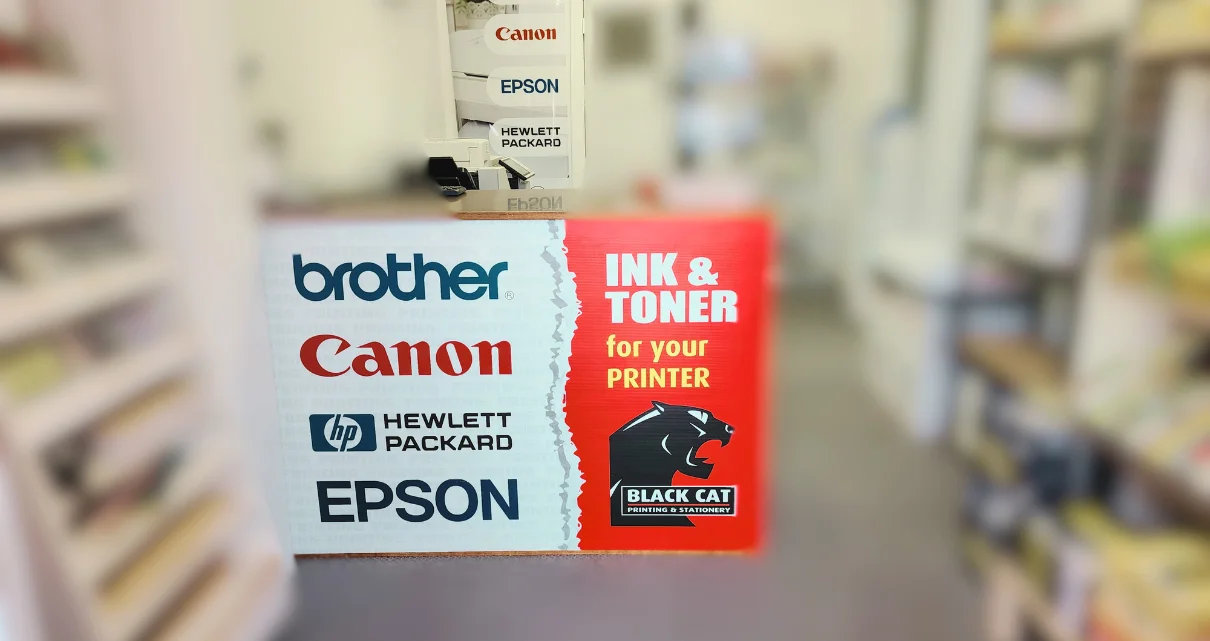 Canon
EPSON
HEWLETT
PACKARD
EPSON
brother®
Canon
hp HEWLETT
PACKARD
EPSON
INK &
TONER
for your
PRINTER
BLACK CAT
PRINTING & STATIONERY